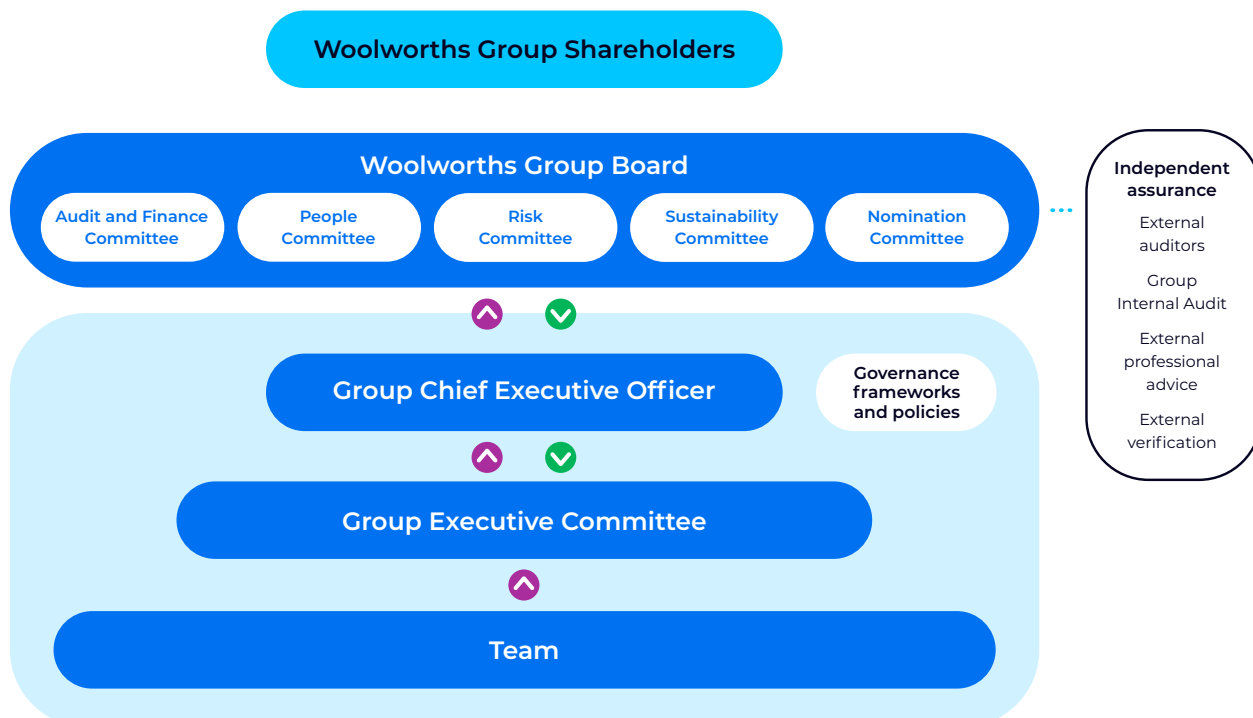 Woolworths Group Shareholders
Woolworths Group Board
Audit and Finance
Committee
People
Committee
Risk
Committee
Sustainability
Committee
Nomination
Committee
Independent
assurance
External
auditors
Group
Internal Audit
External
professional
advice
External
verification
Group Chief Executive Officer
Governance
frameworks
and policies
Group Executive Committee
Team